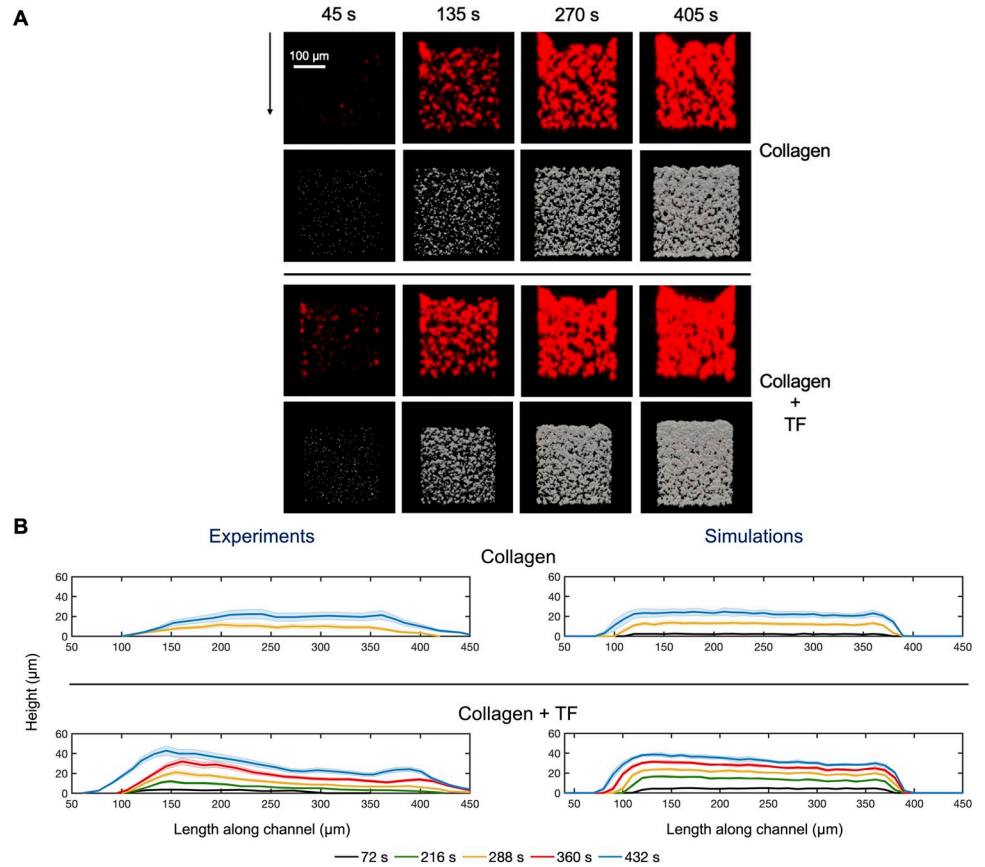 A
45 s 135 s 270 s 405 s
100 µm
Collagen
Collagen
+
TF
B
Experiments Simulations
Collagen
60
40
20
0
50 100 150 200 250 300 350 400 450
60
40
20
0
50 100 150 200 250 300 350 400 450
Height (µm)
Collagen + TF
60
40
20
0
50 100 150 200 250 300 350 400 450
60
40
20
0
50 100 150 200 250 300 350 400 450
Length along channel (µm) Length along channel (µm)
72 s 216 s 288 s 360 s 432 s